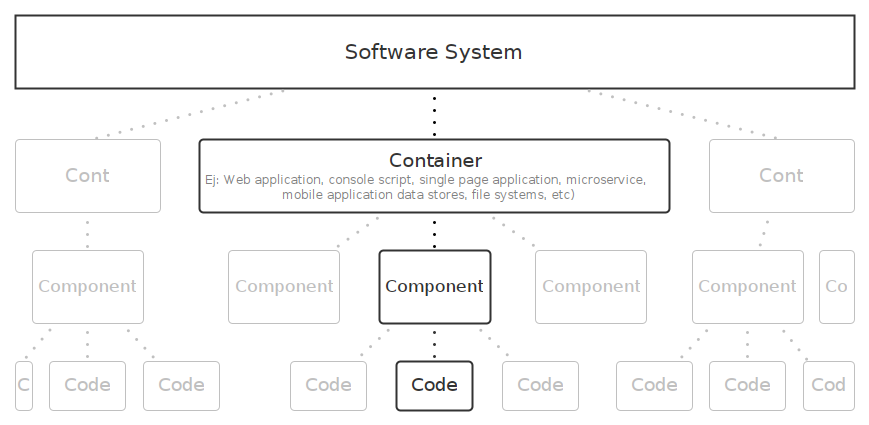 Software System
Cont
Container
Ej: Web application, console script, single page application, microservice,
mobile application data stores, file systems, etc)
Cont
Component
Component
Component
Component
Component
Co
C
Code
Code
Code
Code
Code
Code
Code
Cod